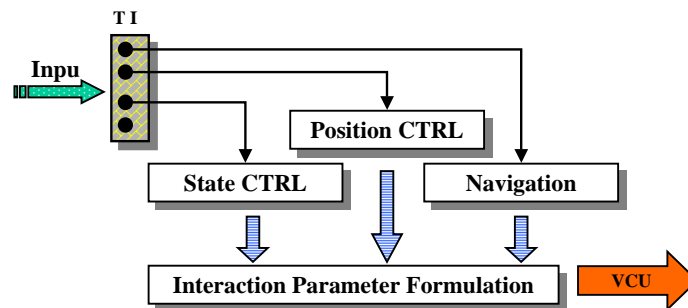 T I
Inpu
Position CTRL
State CTRL
Navigation
Interaction Parameter Formulation
VCU